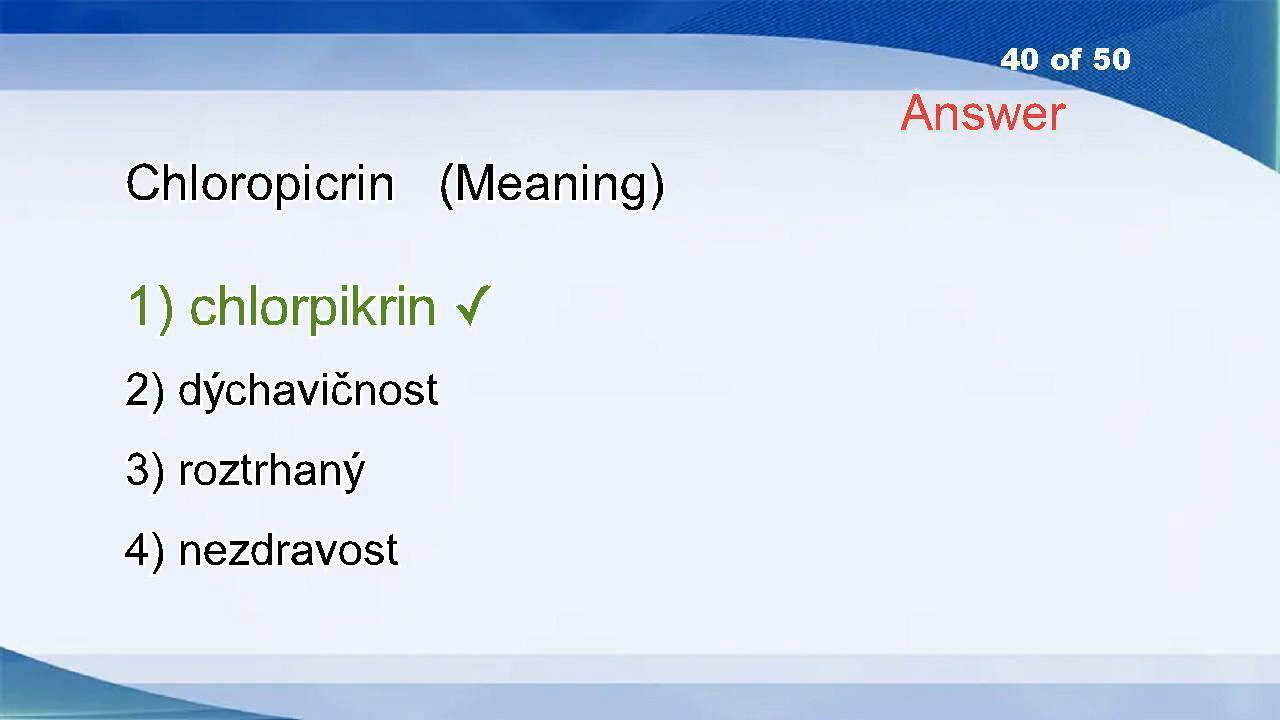 40 of 50
Answer
Chloropicrin (Meaning)
1) chlorpikrin ✓
2) dýchavičnost
3) roztrhaný
4) nezdravost